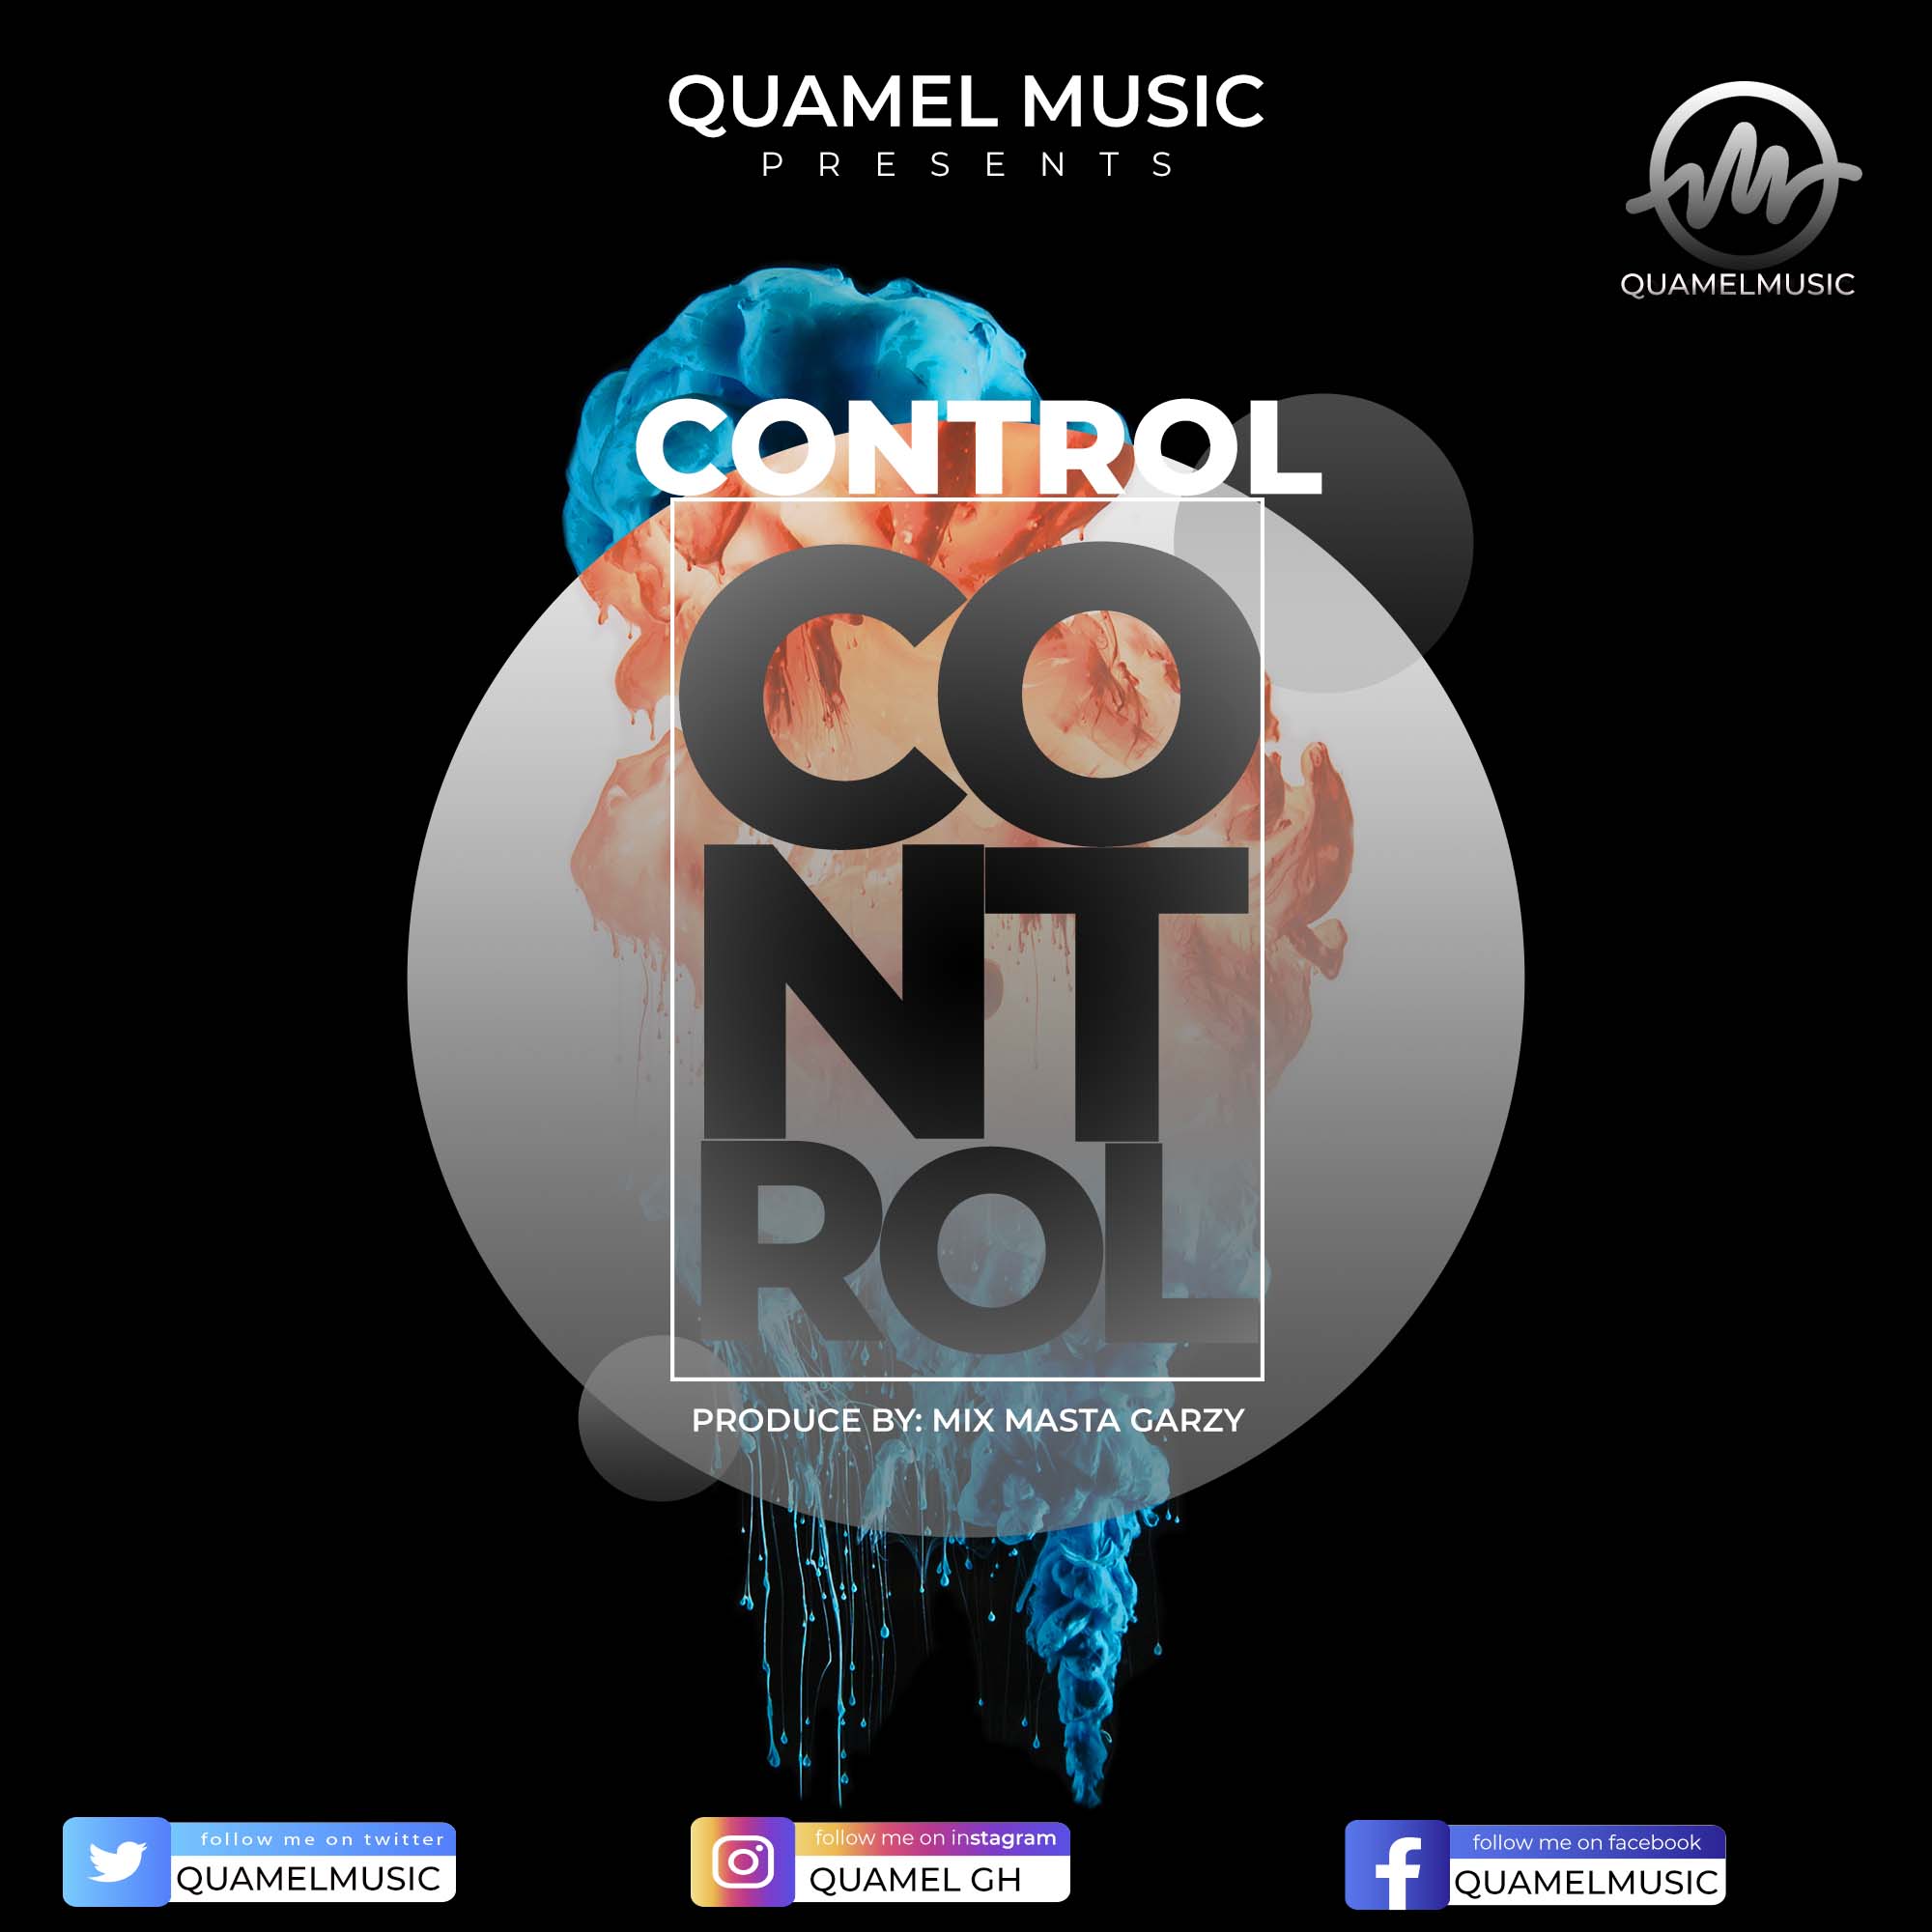 QUAMEL MUSIC
PRESENTS
QUAMELMUSIC
CONTROL
CO
NT
ROL
PRODUCE BY: MIX MASTA GARZY
follow me on twitter
QUAMELMUSIC
follow me on instagram
QUAMEL GH
follow me on facebook
QUAMELMUSIC